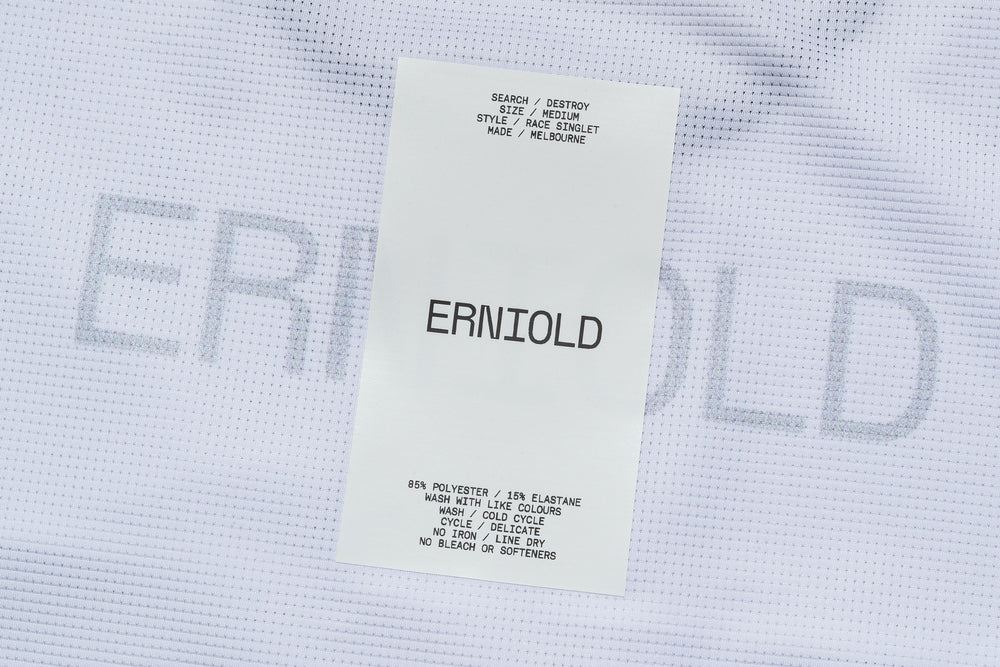 SEARCH / DESTROY
SIZE / MEDIUM
STYLE / RACE SINGLET
MADE / MELBOURNE
ERNIOLD
85% POLYESTER / 15% ELASTANE
WASH WITH LIKE COLOURS
WASH / COLD CYCLE
CYCLE / DELICATE
NO IRON / LINE DRY
NO BLEACH OR SOFTENERS